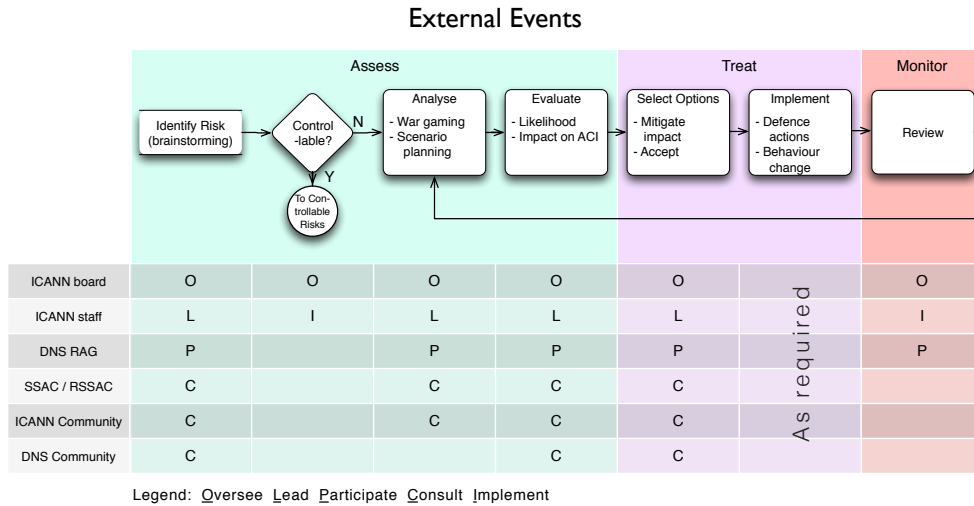 External Events
Assess
Treat
Monitor
Identify Risk
(brainstorming)
Control
-lable?
N
Y
To Con-
trollable
Risks
Analyse
- War gaming
- Scenario
planning
Evaluate
- Likelihood
- Impact on ACI
Select Options
- Mitigate
impact
- Accept
Implement
- Defence
actions
- Behaviour
change
Review
ICANN board O O O O O O
ICANN staff L I L L L I
DNS RAG P P P P P
SSAC / RSSAC C C C C
ICANN Community C C C C
DNS Community C C C
As required
Legend: Oversee Lead Participate Consult Implement